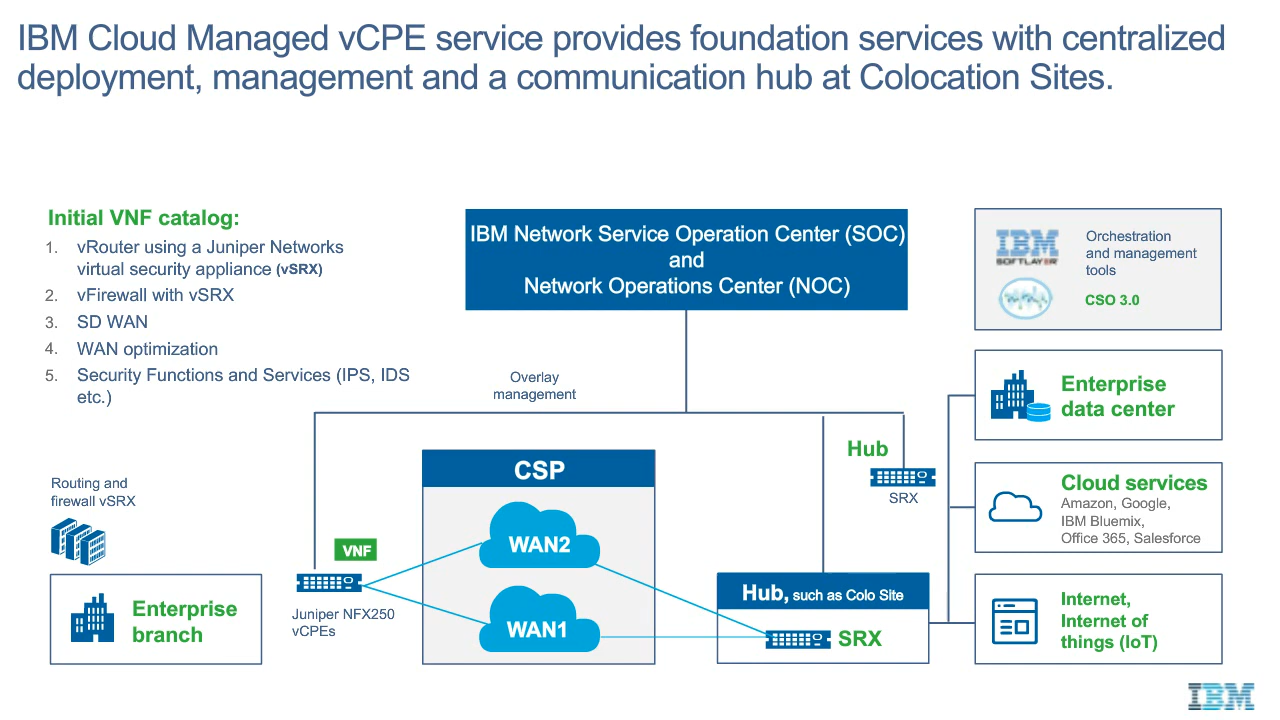 IBM Cloud Managed vCPE service provides foundation services with centralized
deployment, management and a communication hub at Colocation Sites.
Initial VNF catalog:
1. vRouter using a Juniper Networks
virtual security appliance (vSRX)
2. vFirewall with vSRX
3. SD WAN
4. WAN optimization
5. Security Functions and Services (IPS, IDS
etc.)
IBM Network Service Operation Center (SOC)
and
Network Operations Center (NOC)
IBM
SOFTLAYER
Orchestration
and management
tools
CSO 3.0
Overlay
management
Enterprise
data center
Hub
SRX
CSP
WAN2
WAN1
Cloud services
Amazon, Google,
IBM Bluemix,
Office 365, Salesforce
Routing and
firewall vSRX
VNF
Enterprise
branch
Juniper NFX250
vCPEs
Hub, such as Colo Site
SRX
Internet,
Internet of
things (IoT)
IBM